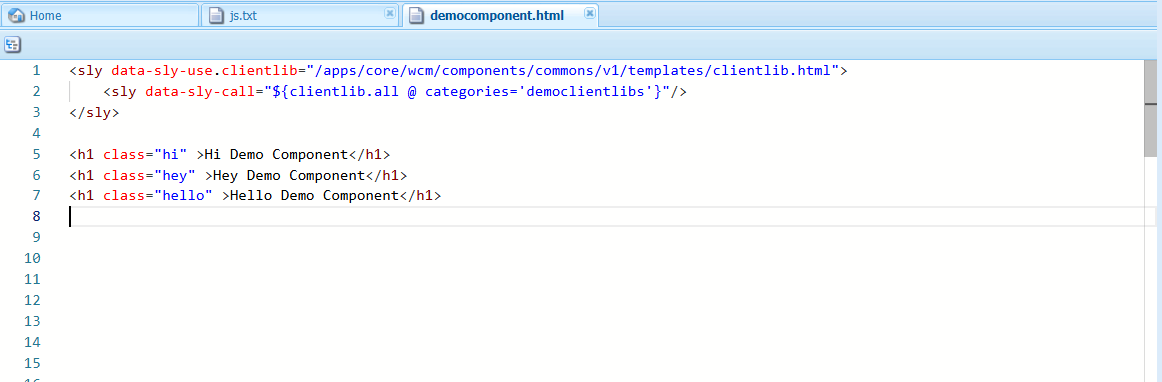 Home js.txt democomponent.html
1 <sly data-sly-use.clientlib="/apps/core/wcm/components/commons/v1/templates/clientlib.html">
2 <sly data-sly-call="${clientlib.all @ categories='democlientlibs'}"/>
3 </sly>
4
5 <h1 class="hi" >Hi Demo Component</h1>
6 <h1 class="hey" >Hey Demo Component</h1>
7 <h1 class="hello" >Hello Demo Component</h1>
8
9
10
11
12
13
14
15
16